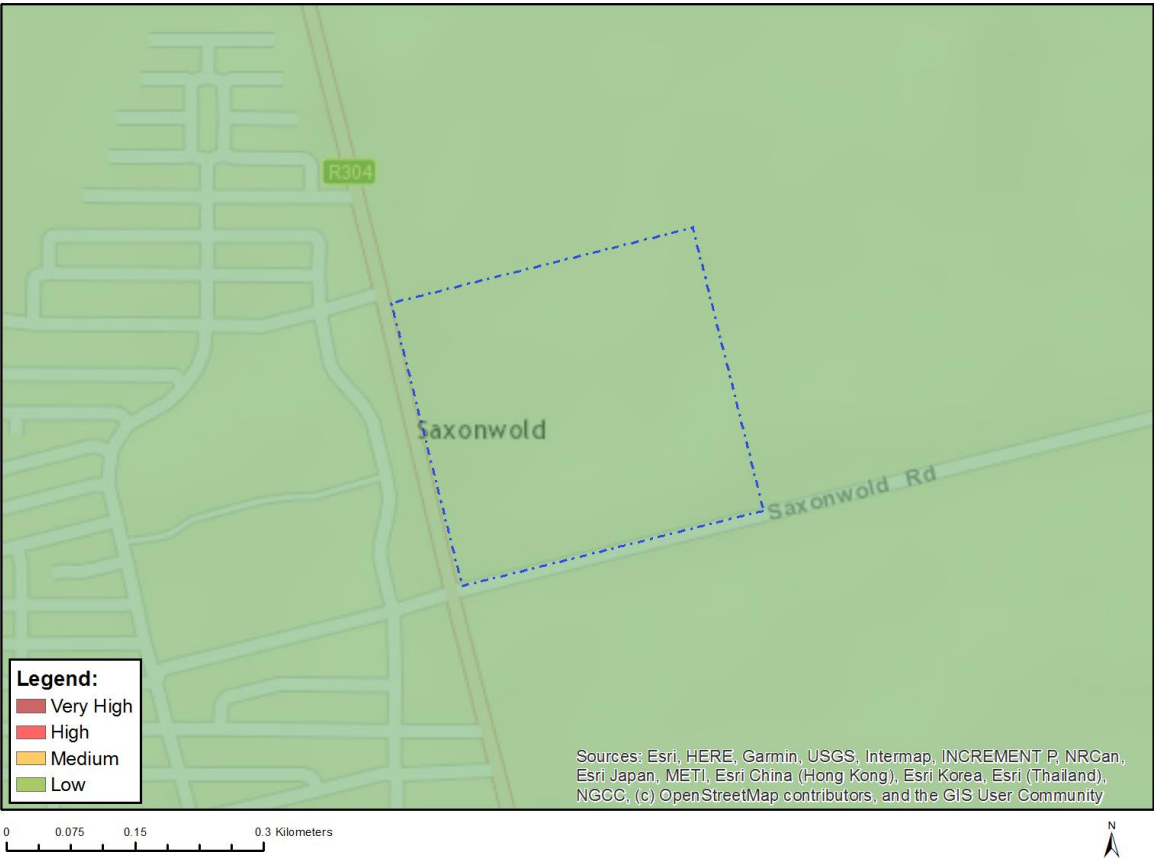 R304
Saxonwold
Saxonwold Rd
Legend:
Very High
High
Medium
Low
Sources: Esri, HERE, Garmin, USGS, Intermap, INCREMENT P, NRCan,
Esri Japan, METI, Esri China (Hong Kong), Esri Korea, Esri (Thailand),
NGCC, (c) OpenStreetMap contributors, and the GIS User Community
0 0.075 0.15 0.3 Kilometers
N